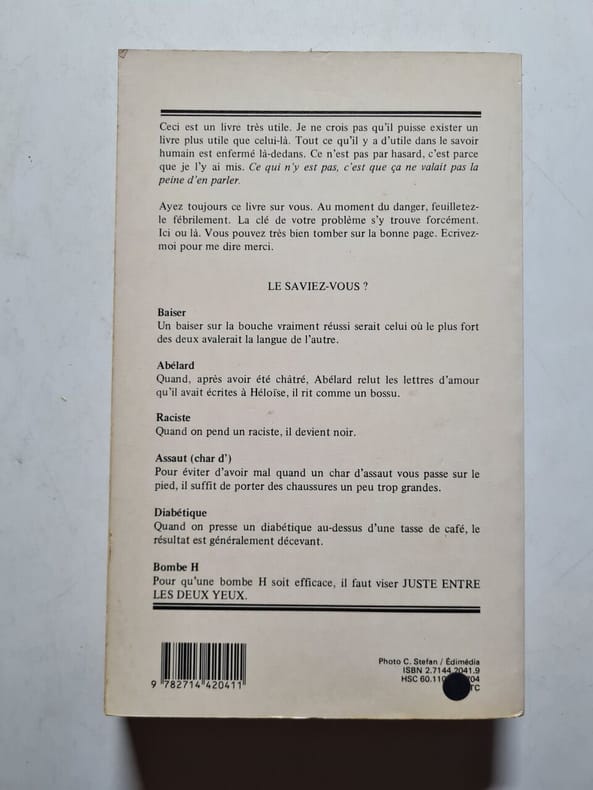 Ceci est un livre très utile. Je ne crois pas qu'il puisse exister un
livre plus utile que celui-là. Tout ce qu'il y a d'utile dans le savoir
humain est enfermé là-dedans. Ce n'est pas par hasard, c'est parce
que je l'y ai mis. Ce qui n'y est pas, c'est que ça ne valait pas la
peine d'en parler.
Ayez toujours ce livre sur vous. Au moment du danger, feuilletez-
le fébrilement. La clé de votre problème s'y trouve forcément.
Ici ou là. Vous pouvez très bien tomber sur la bonne page. Ecrivez-
moi pour me dire merci.
LE SAVIEZ-VOUS ?
Baiser
Un baiser sur la bouche vraiment réussi serait celui où le plus fort
des deux avalerait la langue de l'autre.
Abélard
Quand, après avoir été châtré, Abélard relut les lettres d'amour
qu'il avait écrites à Héloïse, il rit comme un bossu.
Raciste
Quand on pend un raciste, il devient noir.
Assaut (char d')
Pour éviter d'avoir mal quand un char d'assaut vous passe sur le
pied, il suffit de porter des chaussures un peu trop grandes.
Diabétique
Quand on presse un diabétique au-dessus d'une tasse de café, le
résultat est généralement décevant.
Bombe H
Pour qu'une bombe H soit efficace, il faut viser JUSTE ENTRE
LES DEUX YEUX.
Photo C. Stefan / Édimédia
ISBN 2.7144.2041.9
HSC 60.110
TC
9 782714 420411